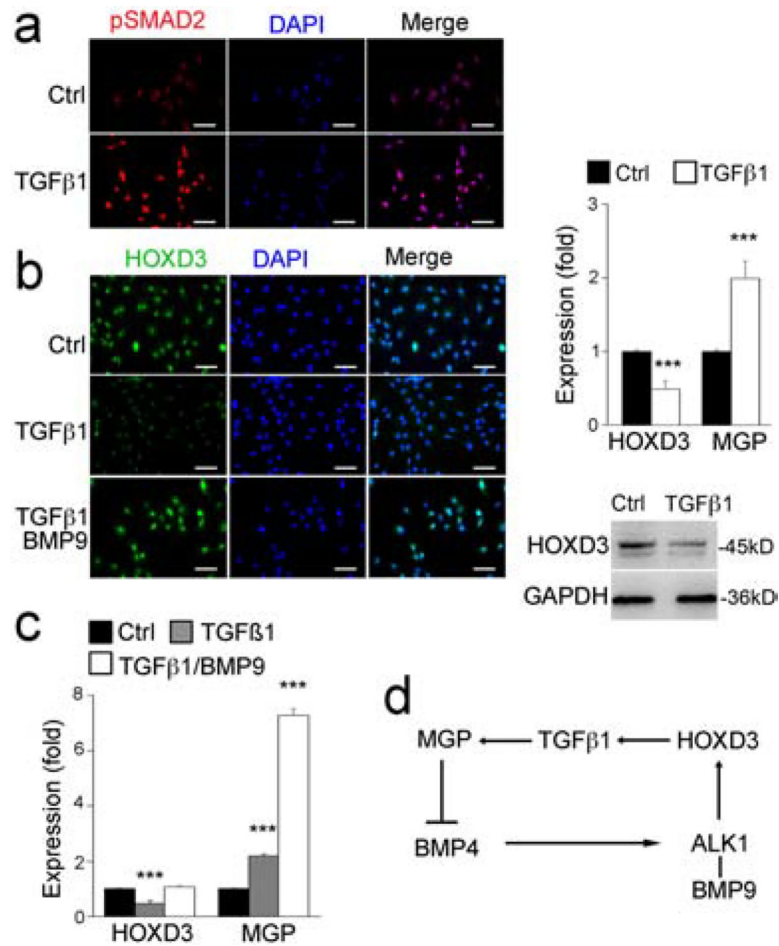 a
pSMAD2 DAPI Merge
Ctrl
TGFβ1
Ctrl TGFβ1
Expression (fold)
3
2
1
0
***
***
HOXD3 MGP
b
HOXD3 DAPI Merge
Ctrl
TGFβ1
TGFβ1
BMP9
Ctrl TGFβ1
HOXD3 -45kD
GAPDH -36kD
c
Ctrl TGFß1
TGFβ1/BMP9
Expression (fold)
8
6
4
2
0
***
***
***
HOXD3 MGP
d
MGP TGFβ1 HOXD3
BMP4 ALK1
BMP9